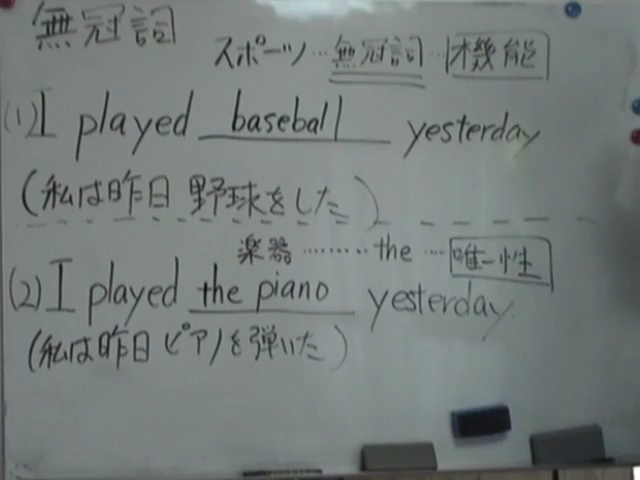 無冠詞
スポーツ…無冠詞…機能
(1)I played baseball yesterday
(私は昨日 野球をした)
楽器………the…唯一性
(2)I played the piano yesterday
(私は昨日 ピアノを弾いた)